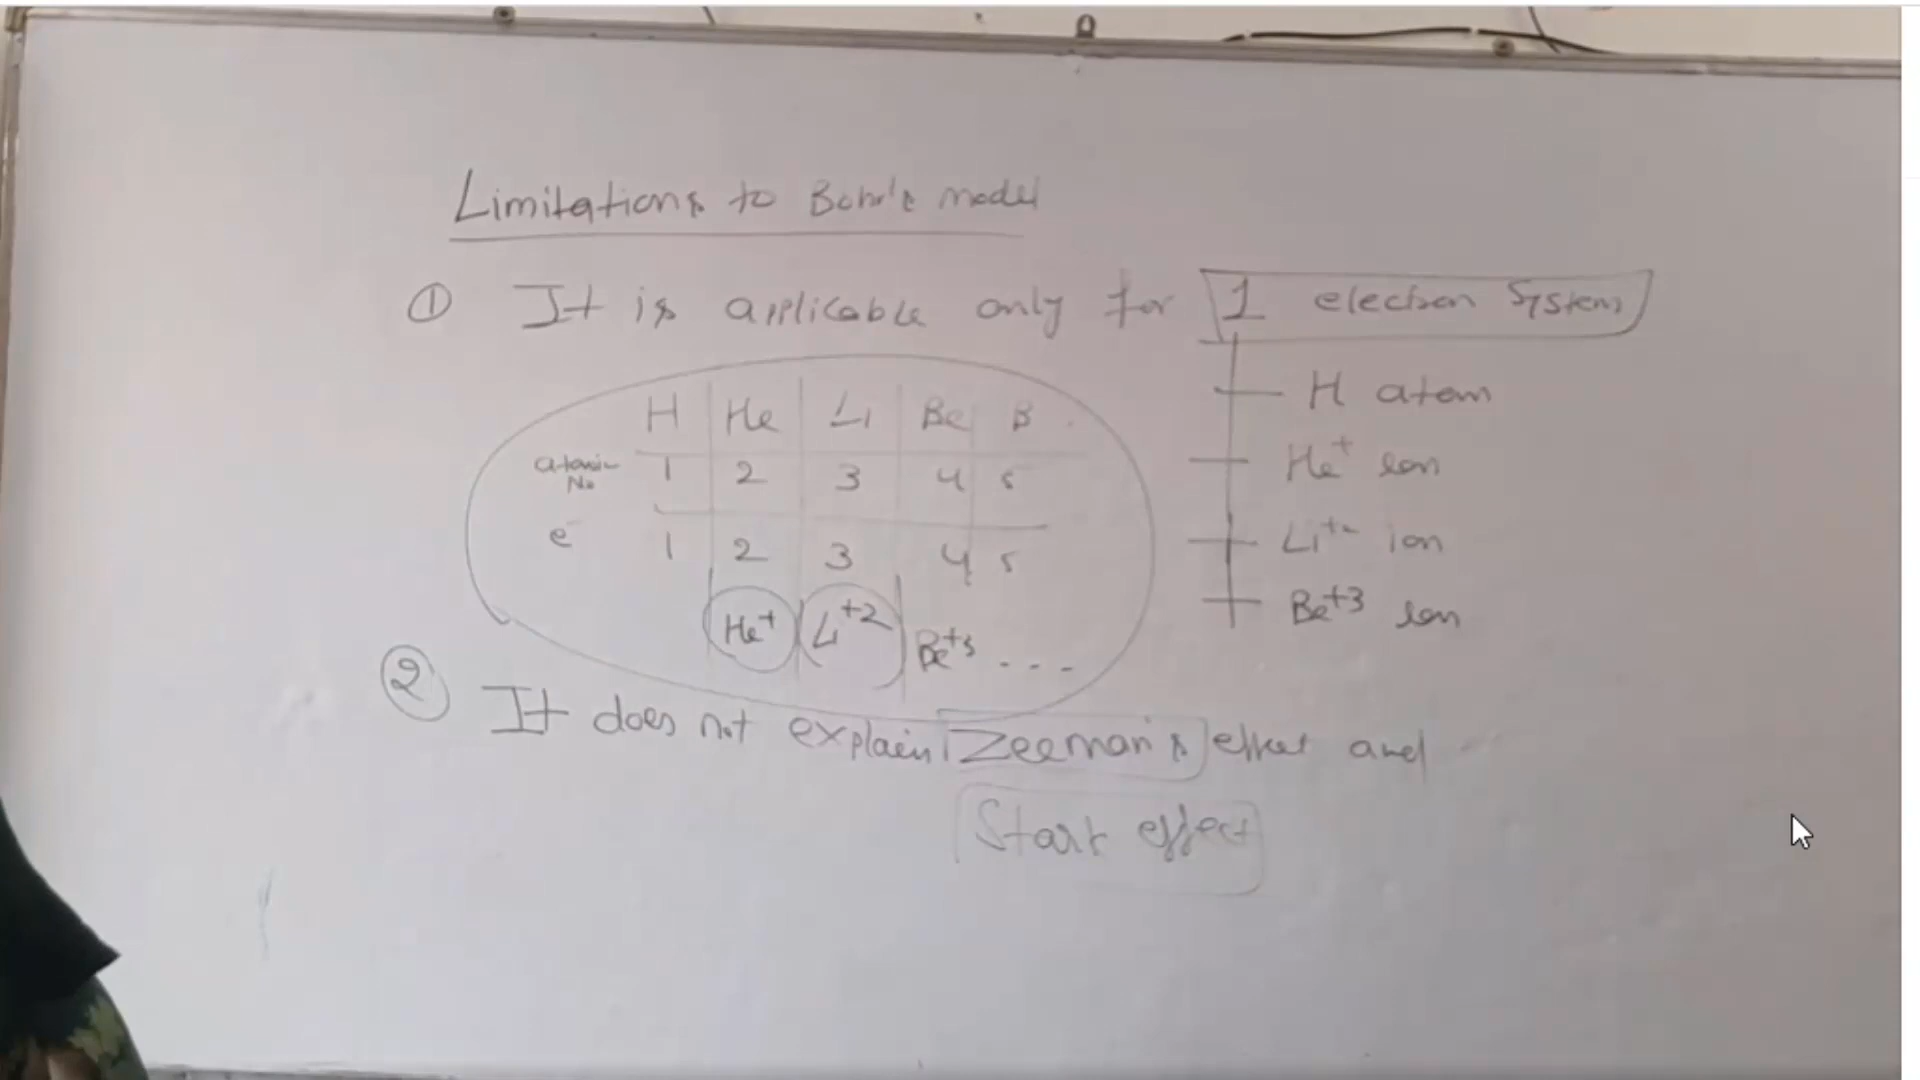 Limitations to Bohr's model
① It is applicable only for 1 electron System
H He Li Be B
atomic No 1 2 3 4 5
e⁻ 1 2 3 4 5
He⁺ Li⁺² Be⁺³ ...
H atom
He⁺ ion
Li⁺² ion
Be⁺³ ion
② It does not explain Zeeman's effect and
Stark effect